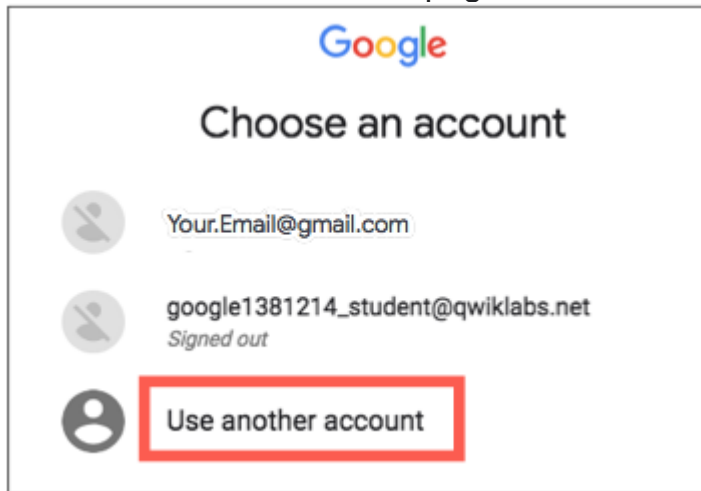 Google
Choose an account
Your.Email@gmail.com
google1381214_student@qwiklabs.net
Signed out
Use another account